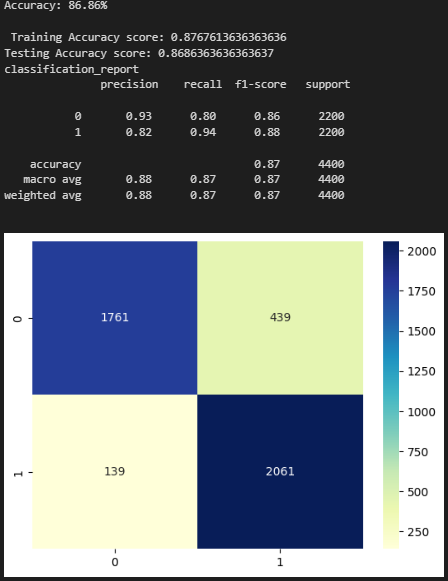 Accuracy: 86.86%
Training Accuracy score: 0.8767613636363636
Testing Accuracy score: 0.8686363636363637
classification_report
precision recall f1-score support
0 0.93 0.80 0.86 2200
1 0.82 0.94 0.88 2200
accuracy 0.87 4400
macro avg 0.88 0.87 0.87 4400
weighted avg 0.88 0.87 0.87 4400
2000
1750
0 1761 439
1500
1250
1000
750
1 139 2061
500
250
0 1